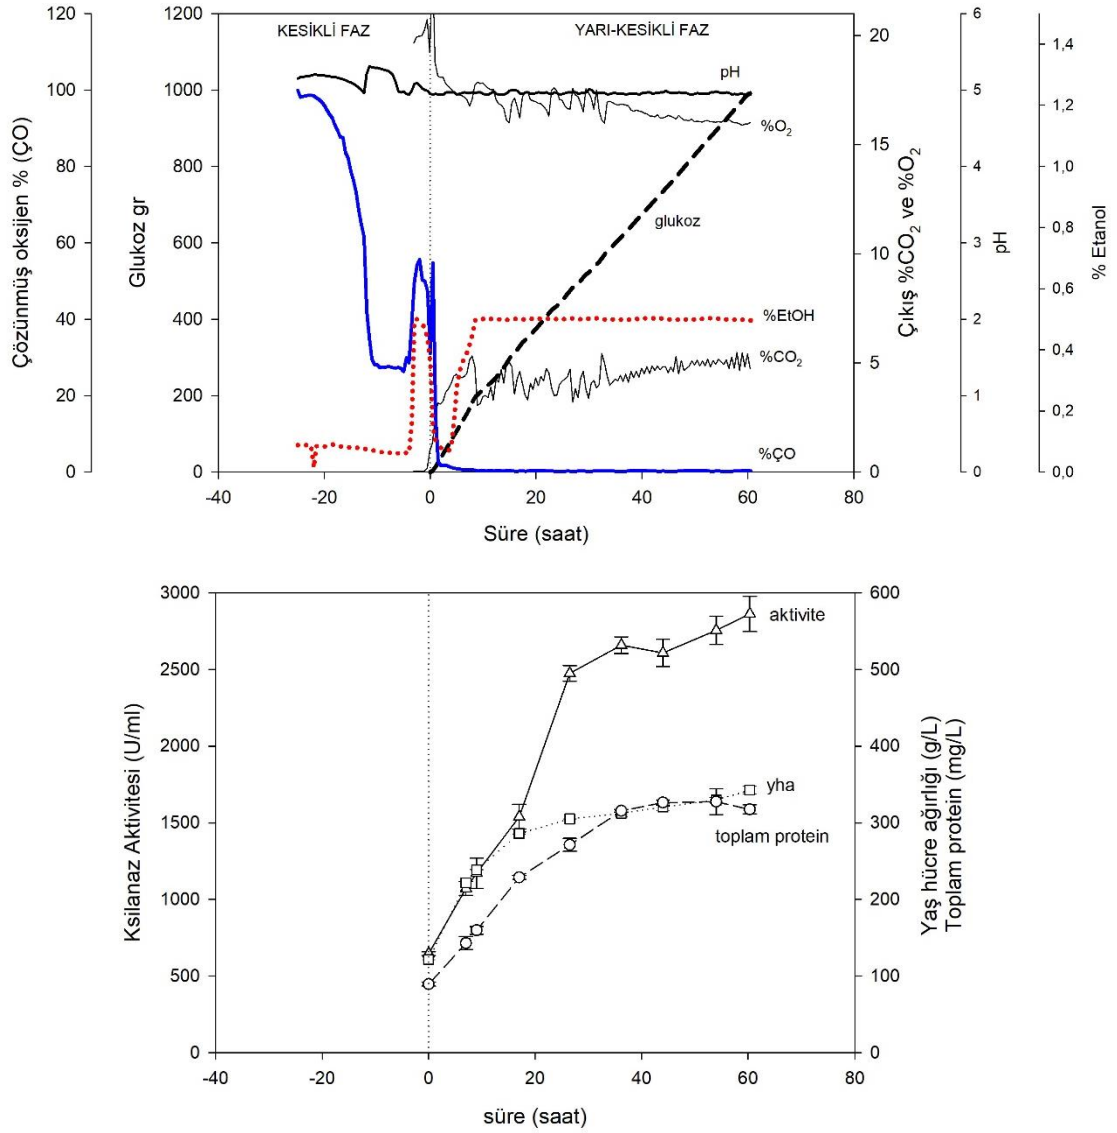 KESİKLİ FAZ
YARI-KESİKLİ FAZ
Çözünmüş oksijen % (ÇO)
120
100
80
60
40
20
0
Glukoz gr
1200
1000
800
600
400
200
0
pH
%O2
glukoz
%EtOH
%CO2
%ÇO
20
15
10
5
0
Çıkış %CO2 ve %O2
6
5
4
3
2
1
0
pH
1,4
1,2
1,0
0,8
0,6
0,4
0,2
0,0
% Etanol
-40 -20 0 20 40 60 80
Süre (saat)
Ksilanaz Aktivitesi (U/ml)
3000
2500
2000
1500
1000
500
0
aktivite
yha
toplam protein
600
500
400
300
200
100
0
Yaş hücre ağırlığı (g/L)
Toplam protein (mg/L)
-40 -20 0 20 40 60 80
süre (saat)